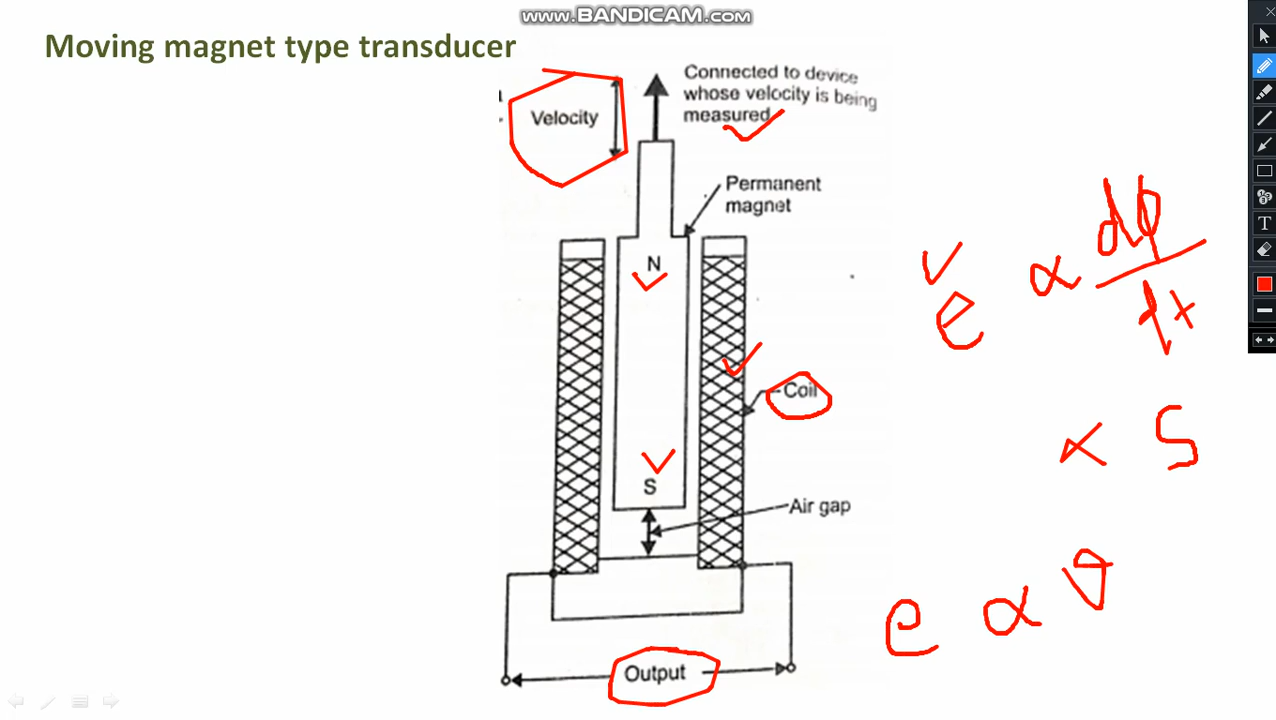 www.BANDICAM.com
Moving magnet type transducer
Connected to device
whose velocity is being
measured
Velocity
Permanent
magnet
N
Coil
S
Air gap
Output
e ∝ dφ
dt
∝ S
e ∝ v
T